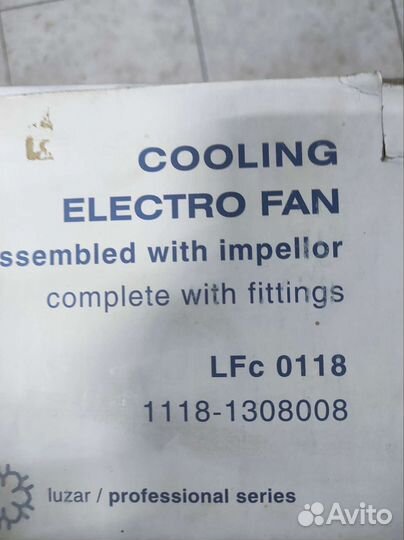 COOLING
ELECTRO FAN
ssembled with impellor
complete with fittings
LFc 0118
1118-1308008
luzar / professional series
Avito